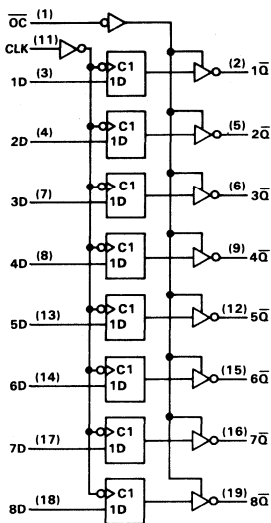 O̅C̅ (1)
CLK (11)
1D (3) C1 1D (2) 1Q̅
2D (4) C1 1D (5) 2Q̅
3D (7) C1 1D (6) 3Q̅
4D (8) C1 1D (9) 4Q̅
5D (13) C1 1D (12) 5Q̅
6D (14) C1 1D (15) 6Q̅
7D (17) C1 1D (16) 7Q̅
8D (18) C1 1D (19) 8Q̅